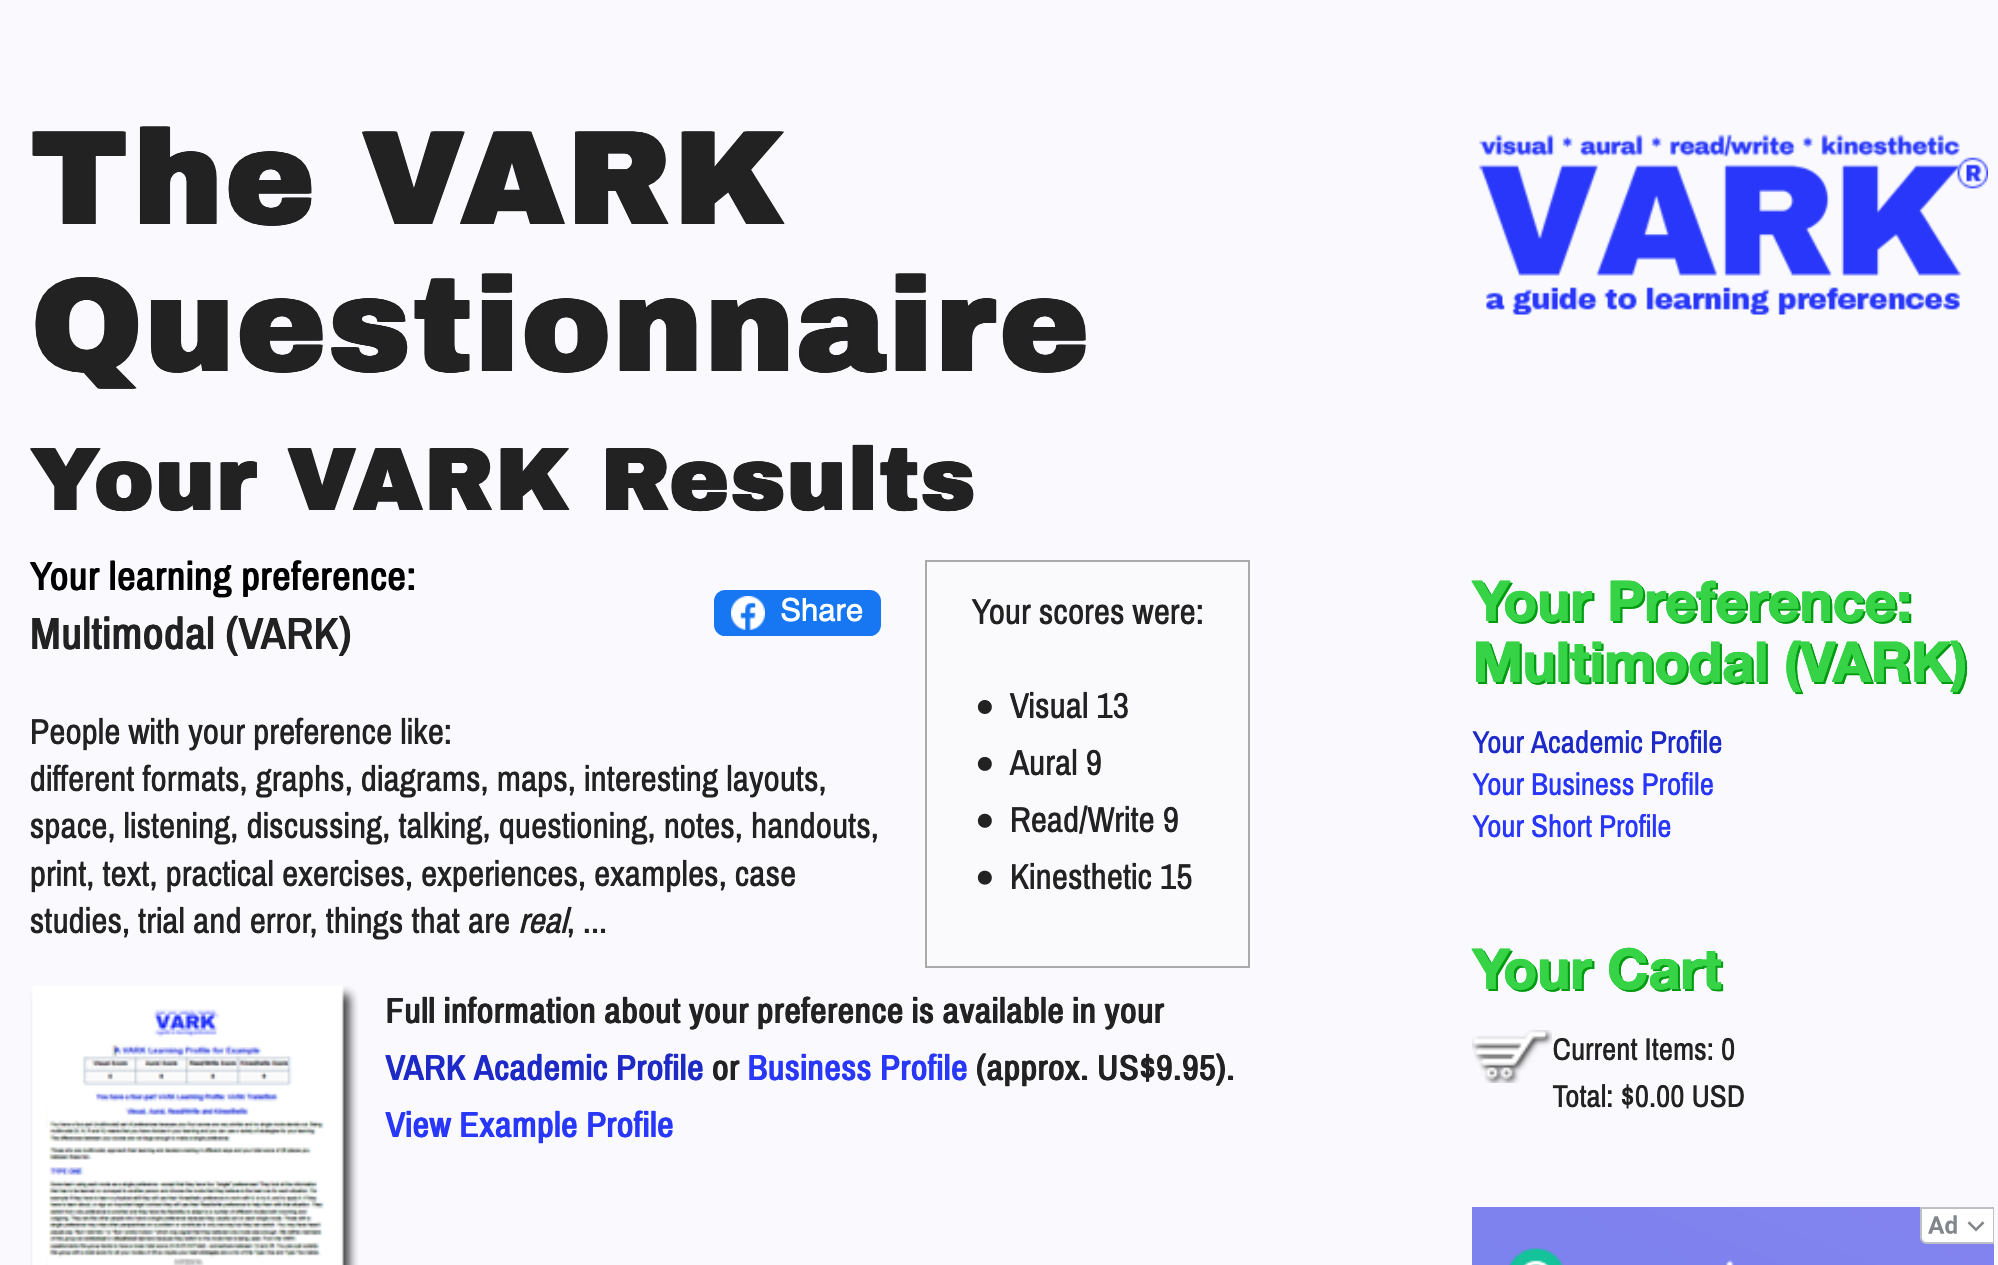 The VARK
Questionnaire
Your VARK Results
Your learning preference:
Multimodal (VARK)
Share
People with your preference like:
different formats, graphs, diagrams, maps, interesting layouts,
space, listening, discussing, talking, questioning, notes, handouts,
print, text, practical exercises, experiences, examples, case
studies, trial and error, things that are real, ...
Your scores were:
• Visual 13
• Aural 9
• Read/Write 9
• Kinesthetic 15
VARK
A VARK Learning Profile for Example
Full information about your preference is available in your
VARK Academic Profile or Business Profile (approx. US$9.95).
View Example Profile
visual * aural * read/write * kinesthetic
VARK®
a guide to learning preferences
Your Preference:
Multimodal (VARK)
Your Academic Profile
Your Business Profile
Your Short Profile
Your Cart
Current Items: 0
Total: $0.00 USD
Ad